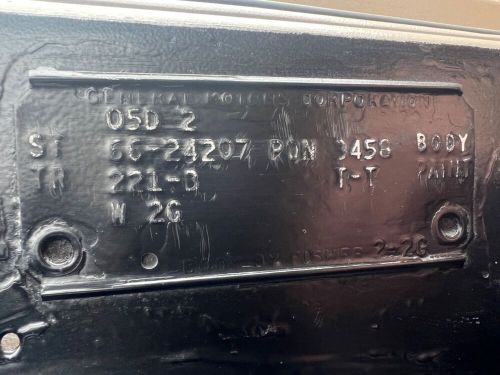 GENERAL MOTORS CORPORATION
05D 2
ST 66-24207 PON 3458 BODY
TR 221-B T-T PAINT
W 2G
BODY BY FISHER 2-2G